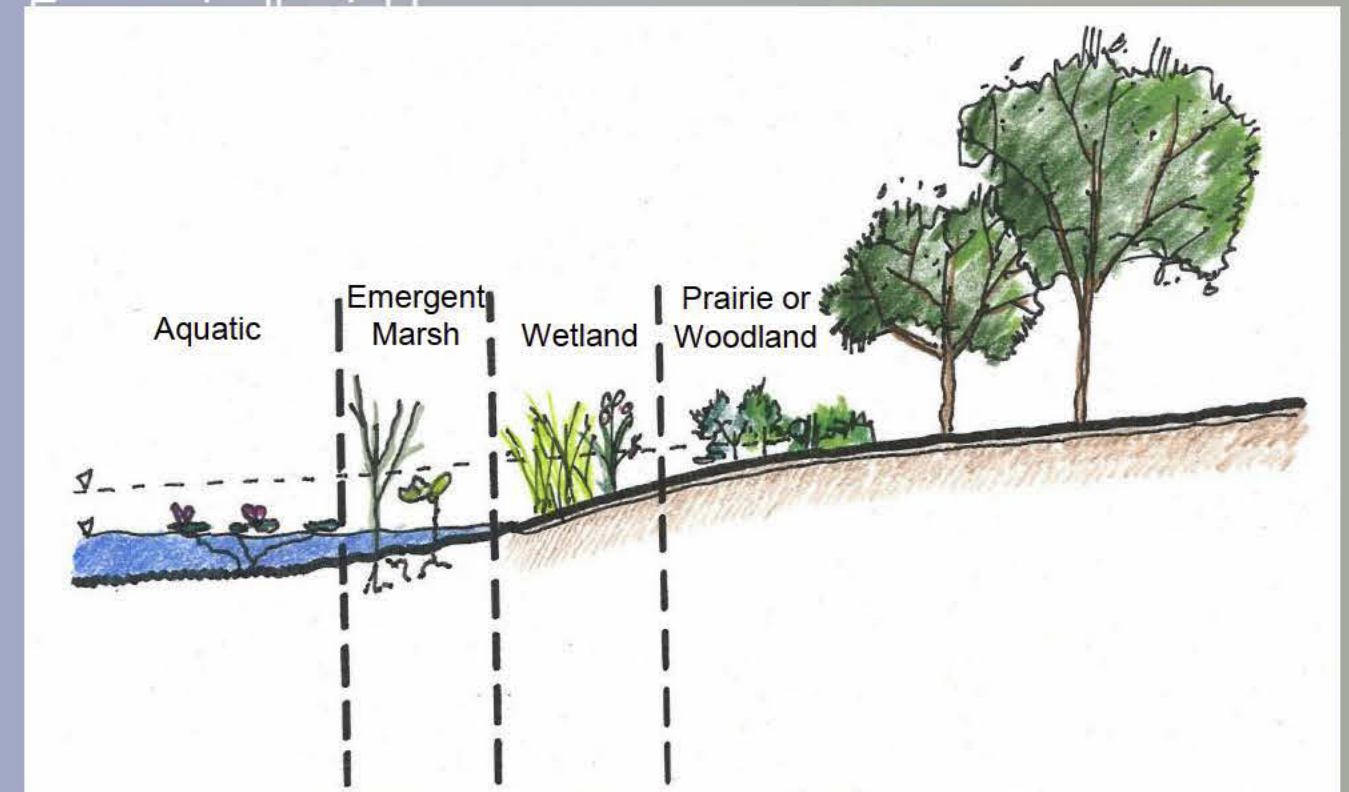 Aquatic
Emergent
Marsh
Wetland
Prairie or
Woodland